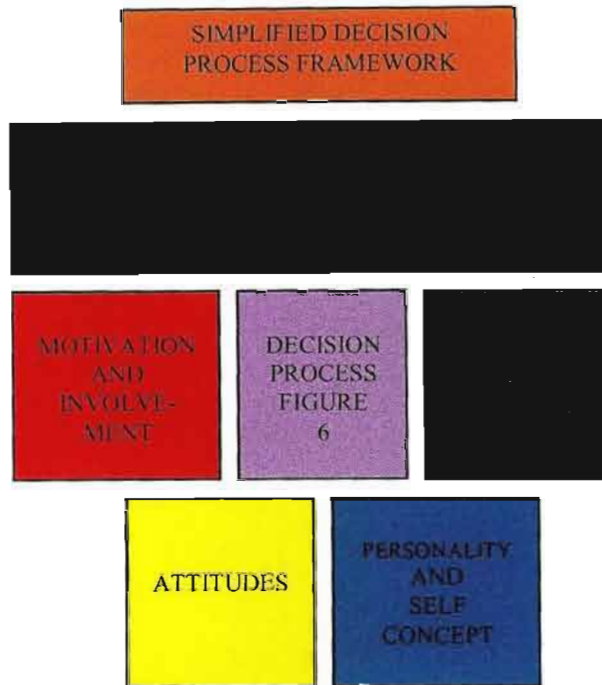 SIMPLIFIED DECISION
PROCESS FRAMEWORK
MOTIVATION
AND
INVOLVE-
MENT
DECISION
PROCESS
FIGURE
6
ATTITUDES
PERSONALITY
AND
SELF
CONCEPT